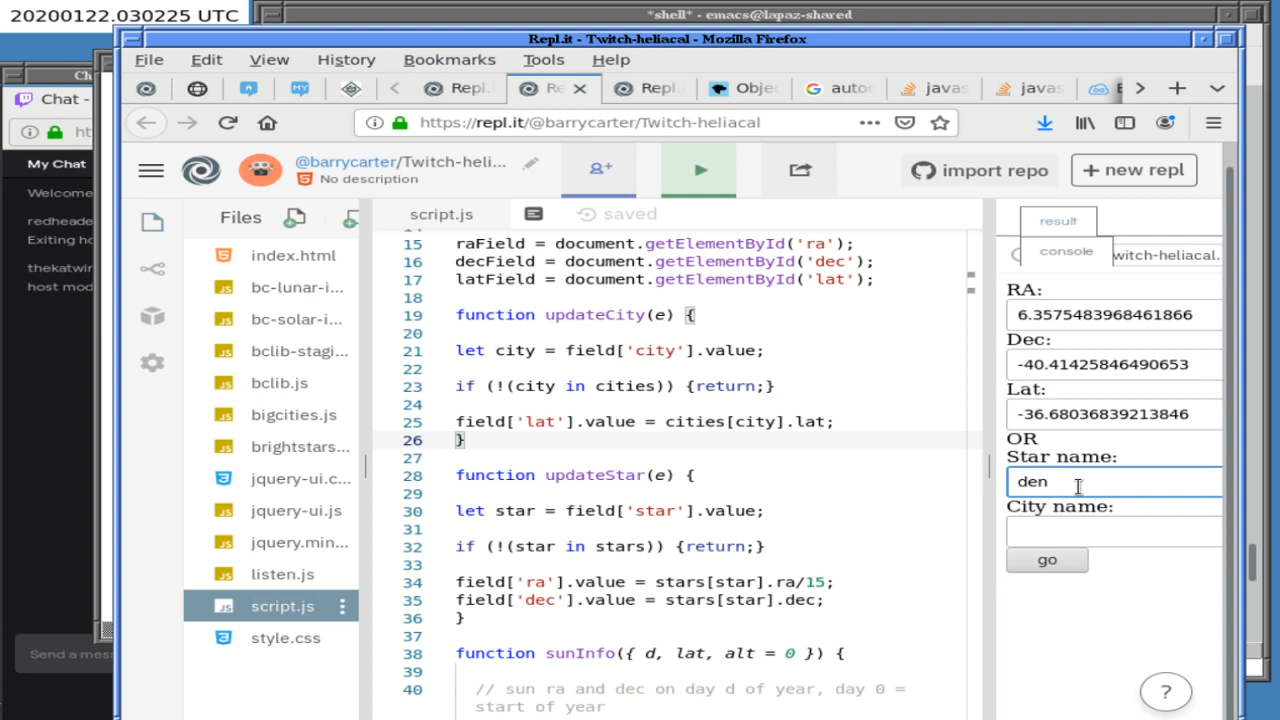 20200122.030225 UTC
*shell* - emacs@lapaz-shared
Repl.it - Twitch-heliacal - Mozilla Firefox
Ch
File Edit View History Bookmarks Tools Help
Chat -
Repl. Re Repl. Obje auto javas javas
https://repl.it/@barrycarter/Twitch-heliacal
ht
My Chat
@barrycarter/Twitch-heli...
No description
import repo
+ new repl
Welcome
redheade
Exiting ho
thekatwir
host mod
Send a mess
Files
index.html
bc-lunar-i...
bc-solar-i...
bclib-stagi...
bclib.js
bigcities.js
brightstars...
jquery-ui.c...
jquery-ui.js
jquery.min...
listen.js
script.js
style.css
script.js
saved
15 raField = document.getElementById('ra');
16 decField = document.getElementById('dec');
17 latField = document.getElementById('lat');
18
19 function updateCity(e) {
20
21 let city = field['city'].value;
22
23 if (!(city in cities)) {return;}
24
25 field['lat'].value = cities[city].lat;
26 }
27
28 function updateStar(e) {
29
30 let star = field['star'].value;
31
32 if (!(star in stars)) {return;}
33
34 field['ra'].value = stars[star].ra/15;
35 field['dec'].value = stars[star].dec;
36 }
37
38 function sunInfo({ d, lat, alt = 0 }) {
39
40 // sun ra and dec on day d of year, day 0 =
start of year
result
console
witch-heliacal.
RA:
6.3575483968461866
Dec:
-40.41425846490653
Lat:
-36.68036839213846
OR
Star name:
den
City name:
go
?